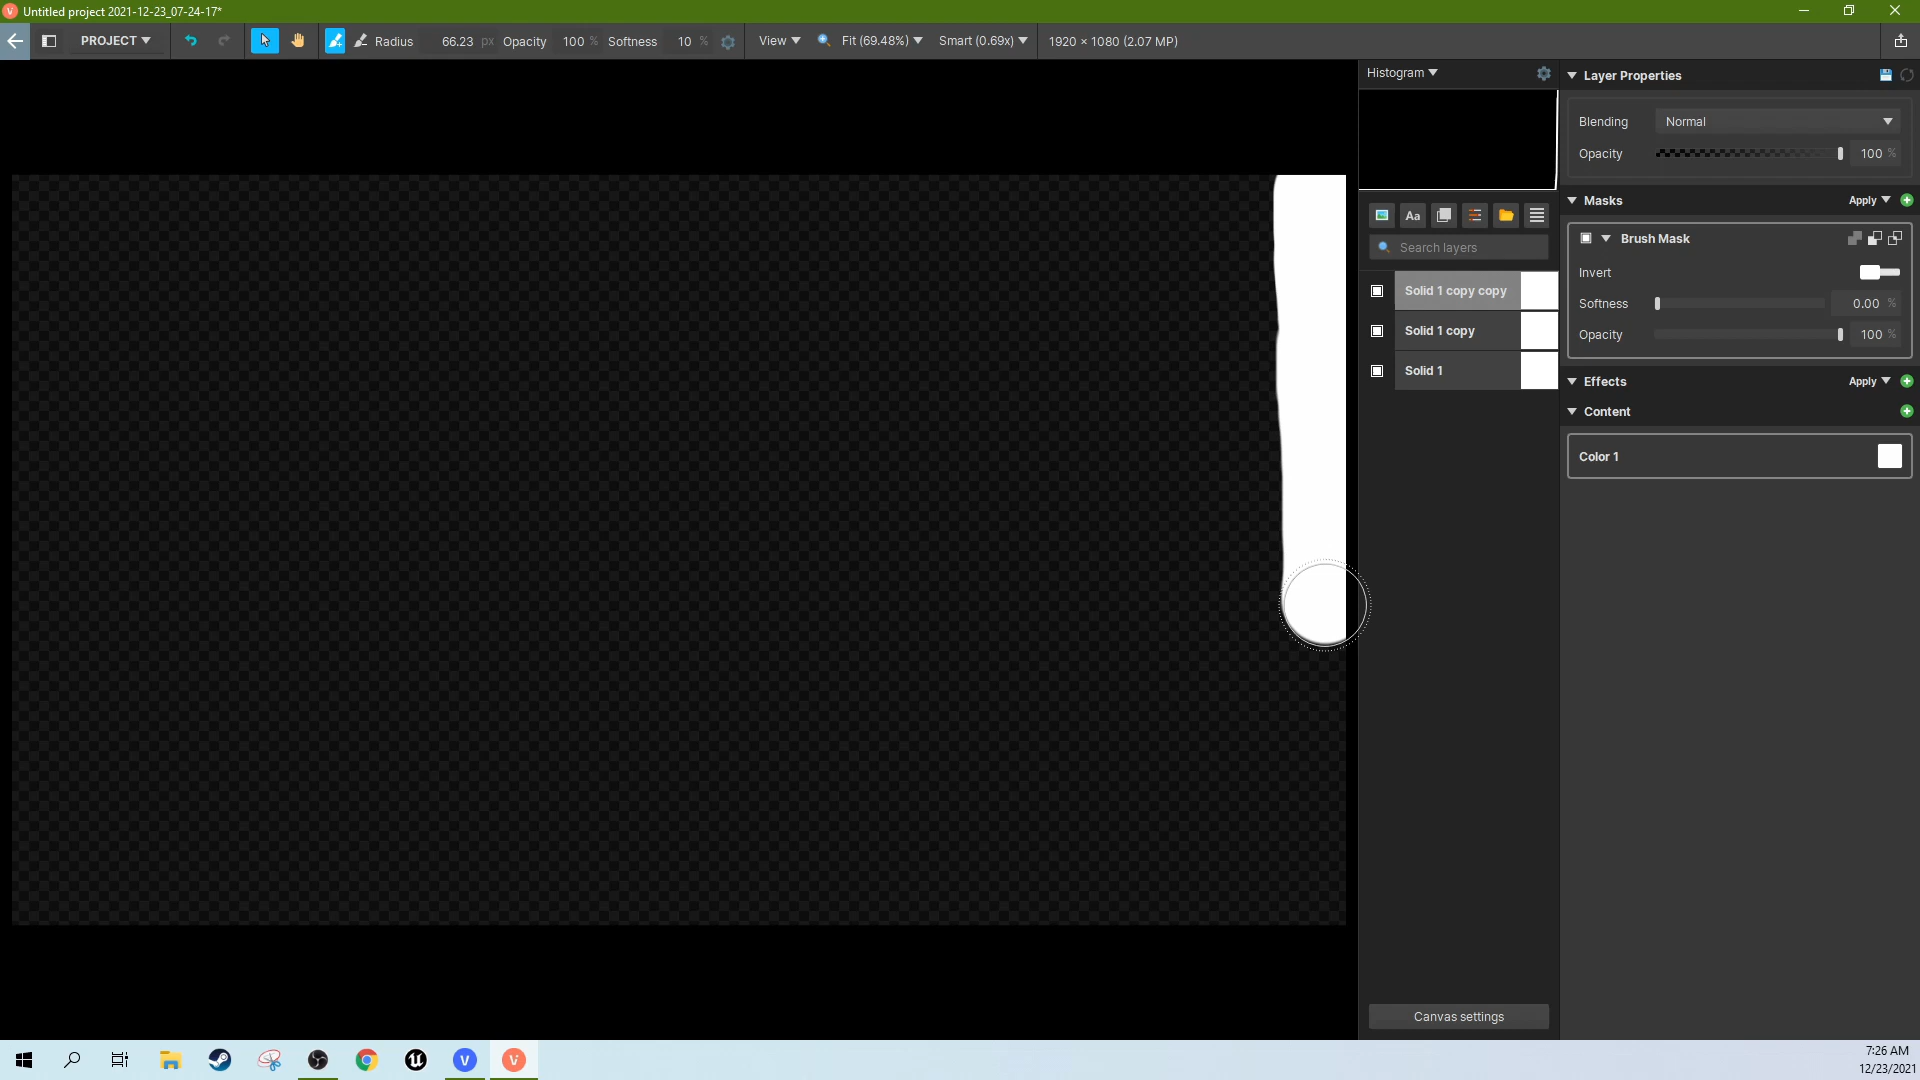 Untitled project 2021-12-23_07-24-17*
PROJECT Radius 66.23 px Opacity 100 % Softness 10 % View Fit (69.48%) Smart (0.69x) 1920 × 1080 (2.07 MP)
Histogram
Layer Properties
Blending Normal
Opacity 100 %
Masks Apply
Aa
Brush Mask
Search layers
Invert
Solid 1 copy copy
Softness 0.00 %
Solid 1 copy
Opacity 100 %
Solid 1
Effects Apply
Content
Color 1
Canvas settings
7:26 AM
12/23/2021